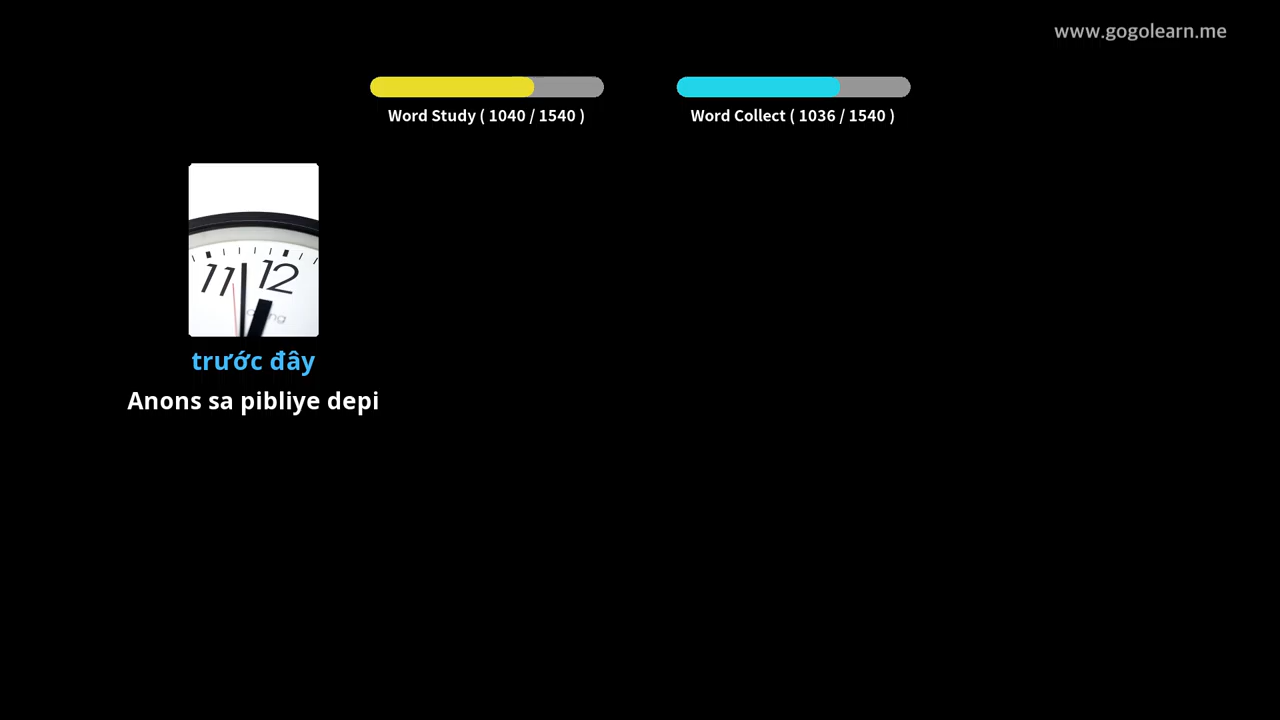 www.gogolearn.me
Word Study ( 1040 / 1540 )
Word Collect ( 1036 / 1540 )
11 12
trước đây
Anons sa pibliye depi